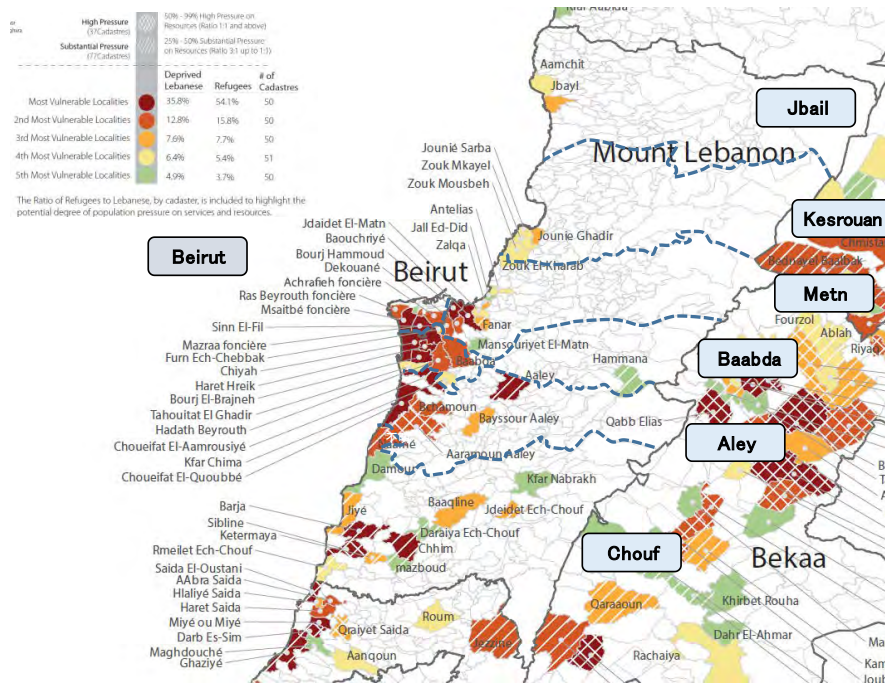 High Pressure
(37Cadastres)
50% - 99% High Pressure on
Resources (Ratio 1:1 and above)
Substantial Pressure
(77Cadastres)
25% - 50% Substantial Pressure
on Resources (Ratio 3:1 up to 1:1)
Deprived
Lebanese
Refugees
# of
Cadastres
Most Vulnerable Localities 35.8% 54.1% 50
2nd Most Vulnerable Localities 12.8% 15.8% 50
3rd Most Vulnerable Localities 7.6% 7.7% 50
4th Most Vulnerable Localities 6.4% 5.4% 51
5th Most Vulnerable Localities 4.9% 3.7% 50
The Ratio of Refugees to Lebanese, by cadaster, is included to highlight the
potential degree of population pressure on services and resources.
Aamchit
Jbayl
Jbail
Mount Lebanon
Jounié Sarba
Zouk Mkayel
Zouk Mousbeh
Antelias
Jall Ed-Did
Zalqa
Jdaidet El-Matn
Baouchriyé
Bourj Hammoud
Dekouané
Achrafieh foncière
Ras Beyrouth foncière
Msaitbé foncière
Sinn El-Fil
Mazraa foncière
Furn Ech-Chebbak
Chiyah
Haret Hreik
Bourj El-Brajneh
Tahouitat El Ghadir
Hadath Beyrouth
Choueifat El-Aamrousiyé
Kfar Chima
Choueifat El-Quoubbé
Beirut
Beirut
Jounie Ghadir
Zouk El-Kharab
Kesrouan
Bednayel Baalbak
Metn
Fanar
Mansouriyet El-Matn
Baabda
Hammana
Fourzol
Ablah
Riyaq
Baabda
Aaley
Bchamoun
Bayssour Aaley
Qabb Elias
Aley
Naamé
Aaramoun Aaley
Damour
Kfar Nabrakh
Barja
Sibline
Ketermaya
Rmeilet Ech-Chouf
Jiyé
Baaqline
Jdeidet Ech-Chouf
Daraiya Ech-Chouf
Chhim
mazboud
Chouf
Bekaa
Saida El-Oustani
AAbra Saida
Hlaliyé Saida
Haret Saida
Miyé ou Miyé
Darb Es-Sim
Maghdouché
Ghaziyé
Roum
Qraiyet Saida
Aanqoun
Jezzine
Qaraaoun
Khirbet Rouha
Dahr El-Ahmar
Rachaiya